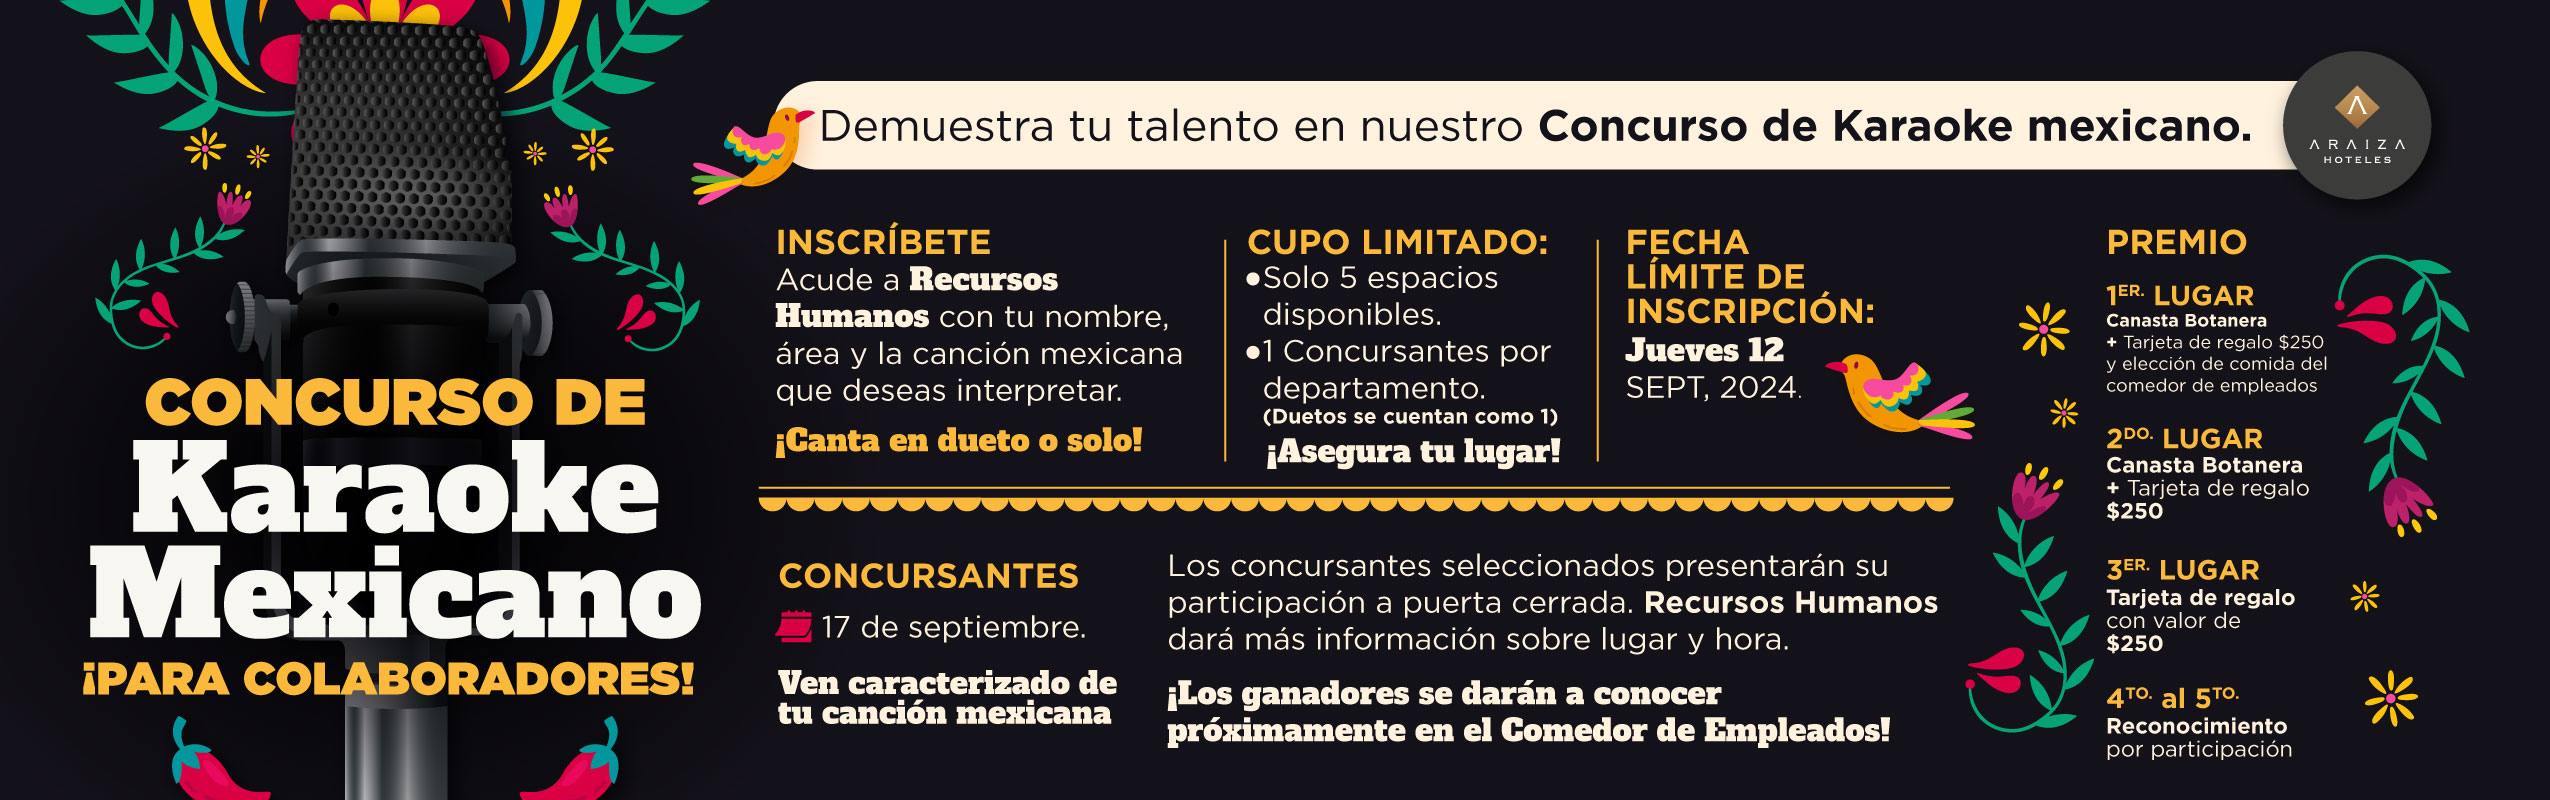 CONCURSO DE
Karaoke
Mexicano
¡PARA COLABORADORES!
Demuestra tu talento en nuestro Concurso de Karaoke mexicano.
ARAIZA
HOTELES
INSCRÍBETE
Acude a Recursos
Humanos con tu nombre,
área y la canción mexicana
que deseas interpretar.
¡Canta en dueto o solo!
CUPO LIMITADO:
•Solo 5 espacios
disponibles.
•1 Concursantes por
departamento.
(Duetos se cuentan como 1)
¡Asegura tu lugar!
FECHA
LÍMITE DE
INSCRIPCIÓN:
Jueves 12
SEPT, 2024.
CONCURSANTES
17 de septiembre.
Ven caracterizado de
tu canción mexicana
Los concursantes seleccionados presentarán su
participación a puerta cerrada. Recursos Humanos
dará más información sobre lugar y hora.
¡Los ganadores se darán a conocer
próximamente en el Comedor de Empleados!
PREMIO
1ER. LUGAR
Canasta Botanera
+ Tarjeta de regalo $250
y elección de comida del
comedor de empleados
2DO. LUGAR
Canasta Botanera
+ Tarjeta de regalo
$250
3ER. LUGAR
Tarjeta de regalo
con valor de
$250
4TO. al 5TO.
Reconocimiento
por participación